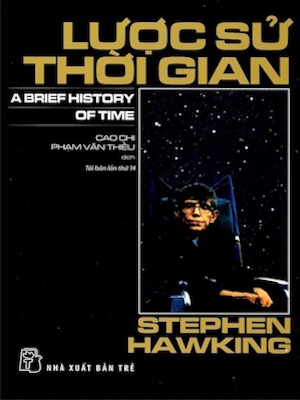 LƯỢC SỬ
THỜI GIAN
A BRIEF HISTORY
OF TIME
CAO CHI
PHẠM VĂN THIỀU
dịch
Tái bản lần thứ 14
STEPHEN
HAWKING
NHÀ XUẤT BẢN TRẺ